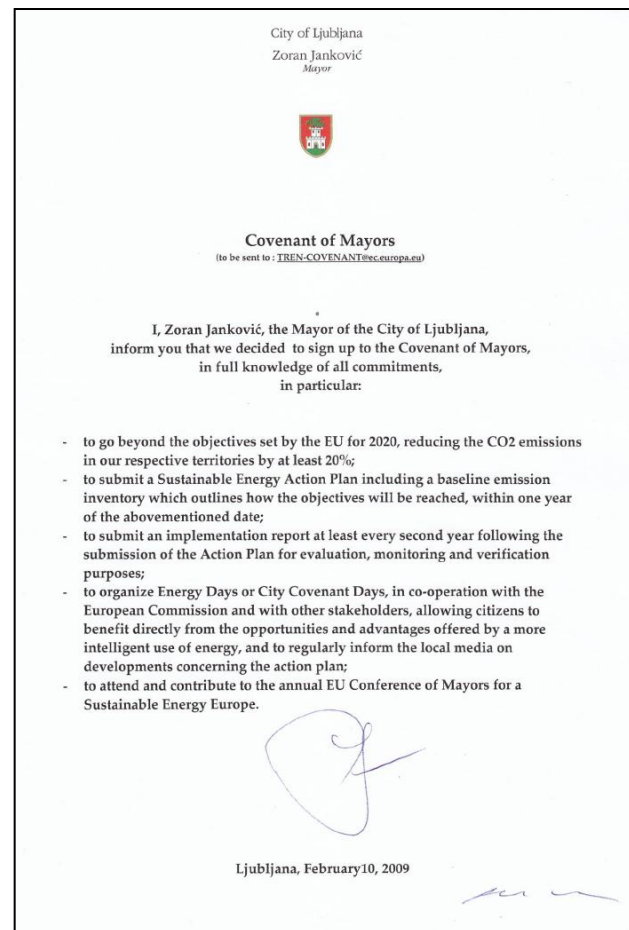 City of Ljubljana
Zoran Janković
Mayor
Covenant of Mayors
(to be sent to : TREN-COVENANT@ec.europa.eu)
I, Zoran Janković, the Mayor of the City of Ljubljana,
inform you that we decided to sign up to the Covenant of Mayors,
in full knowledge of all commitments,
in particular:
- to go beyond the objectives set by the EU for 2020, reducing the CO2 emissions
in our respective territories by at least 20%;
- to submit a Sustainable Energy Action Plan including a baseline emission
inventory which outlines how the objectives will be reached, within one year
of the abovementioned date;
- to submit an implementation report at least every second year following the
submission of the Action Plan for evaluation, monitoring and verification
purposes;
- to organize Energy Days or City Covenant Days, in co-operation with the
European Commission and with other stakeholders, allowing citizens to
benefit directly from the opportunities and advantages offered by a more
intelligent use of energy, and to regularly inform the local media on
developments concerning the action plan;
- to attend and contribute to the annual EU Conference of Mayors for a
Sustainable Energy Europe.
Ljubljana, February10, 2009